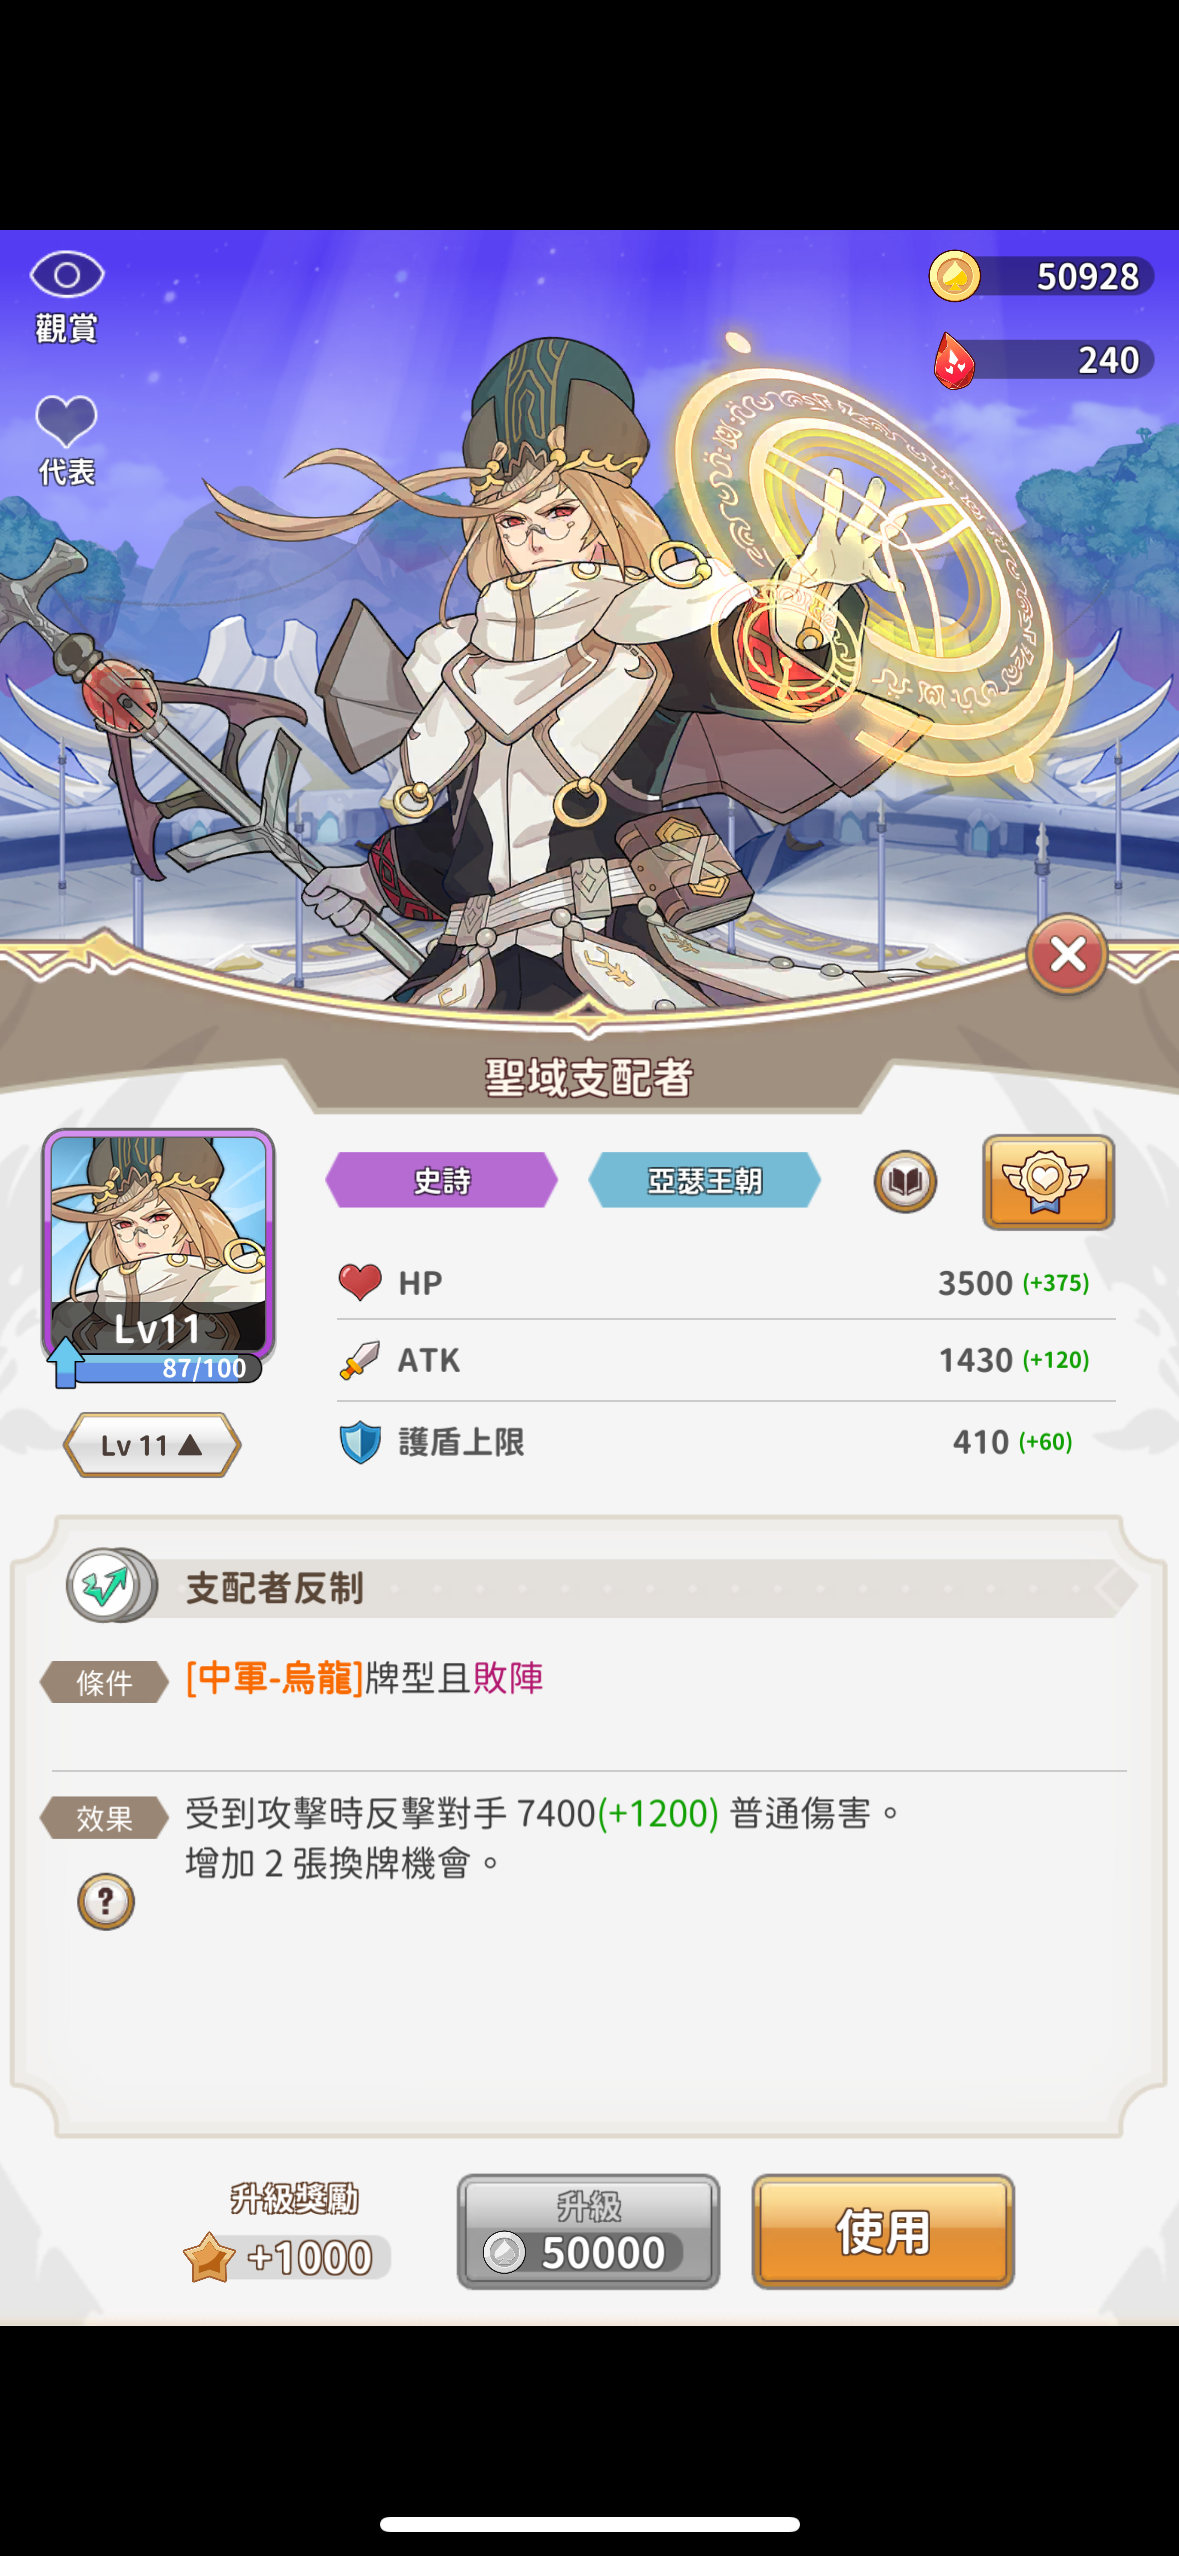 觀賞
50928
代表
240
聖域支配者
史詩
亞瑟王朝
Lv11
87/100
Lv 11 ▲
HP
3500 (+375)
ATK
1430 (+120)
護盾上限
410 (+60)
支配者反制
條件
[中軍-烏龍]牌型且敗陣
效果
受到攻擊時反擊對手 7400(+1200) 普通傷害。
增加 2 張換牌機會。
?
升級獎勵
+1000
升級
50000
使用